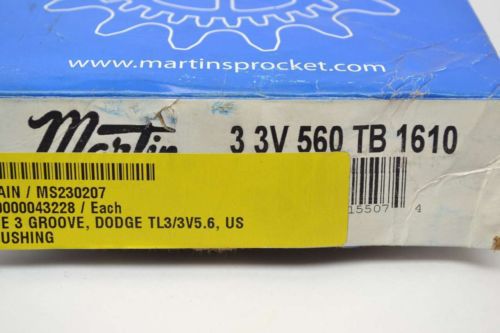 www.martinsprocket.com
Martin 3 3V 560 TB 1610
15507 4
AIN / MS230207
0000043228 / Each
E 3 GROOVE, DODGE TL3/3V5.6, US
USHING